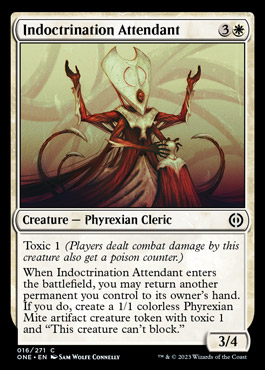 Indoctrination Attendant 3
Creature — Phyrexian Cleric
Toxic 1 (Players dealt combat damage by this
creature also get a poison counter.)
When Indoctrination Attendant enters
the battlefield, you may return another
permanent you control to its owner's hand.
If you do, create a 1/1 colorless Phyrexian
Mite artifact creature token with toxic 1
and “This creature can't block.”
3/4
016/271 C
ONE • EN Sam Wolfe Connelly
™ & © 2023 Wizards of the Coast